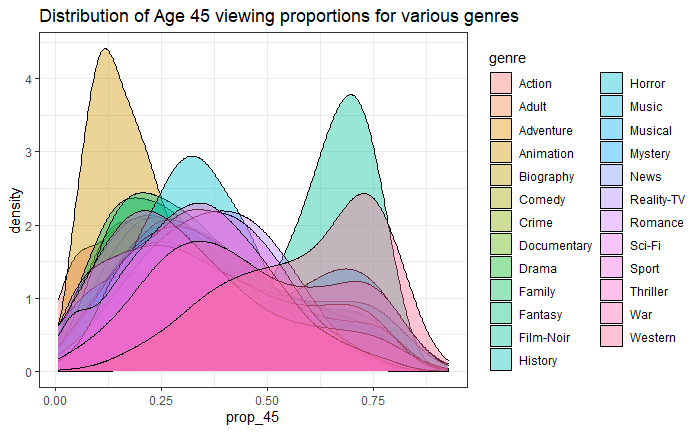 Distribution of Age 45 viewing proportions for various genres
4
3
2
1
0
density
0.00 0.25 0.50 0.75
prop_45
genre
Action
Adult
Adventure
Animation
Biography
Comedy
Crime
Documentary
Drama
Family
Fantasy
Film-Noir
History
Horror
Music
Musical
Mystery
News
Reality-TV
Romance
Sci-Fi
Sport
Thriller
War
Western